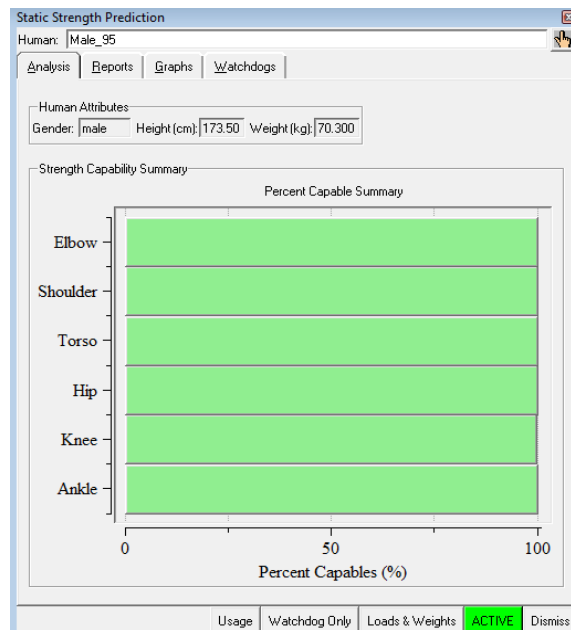 Static Strength Prediction
Human: Male_95
Analysis Reports Graphs Watchdogs
Human Attributes
Gender: male Height (cm): 173.50 Weight (kg): 70.300
Strength Capability Summary
Percent Capable Summary
Elbow
Shoulder
Torso
Hip
Knee
Ankle
0 50 100
Percent Capables (%)
Usage Watchdog Only Loads & Weights ACTIVE Dismiss